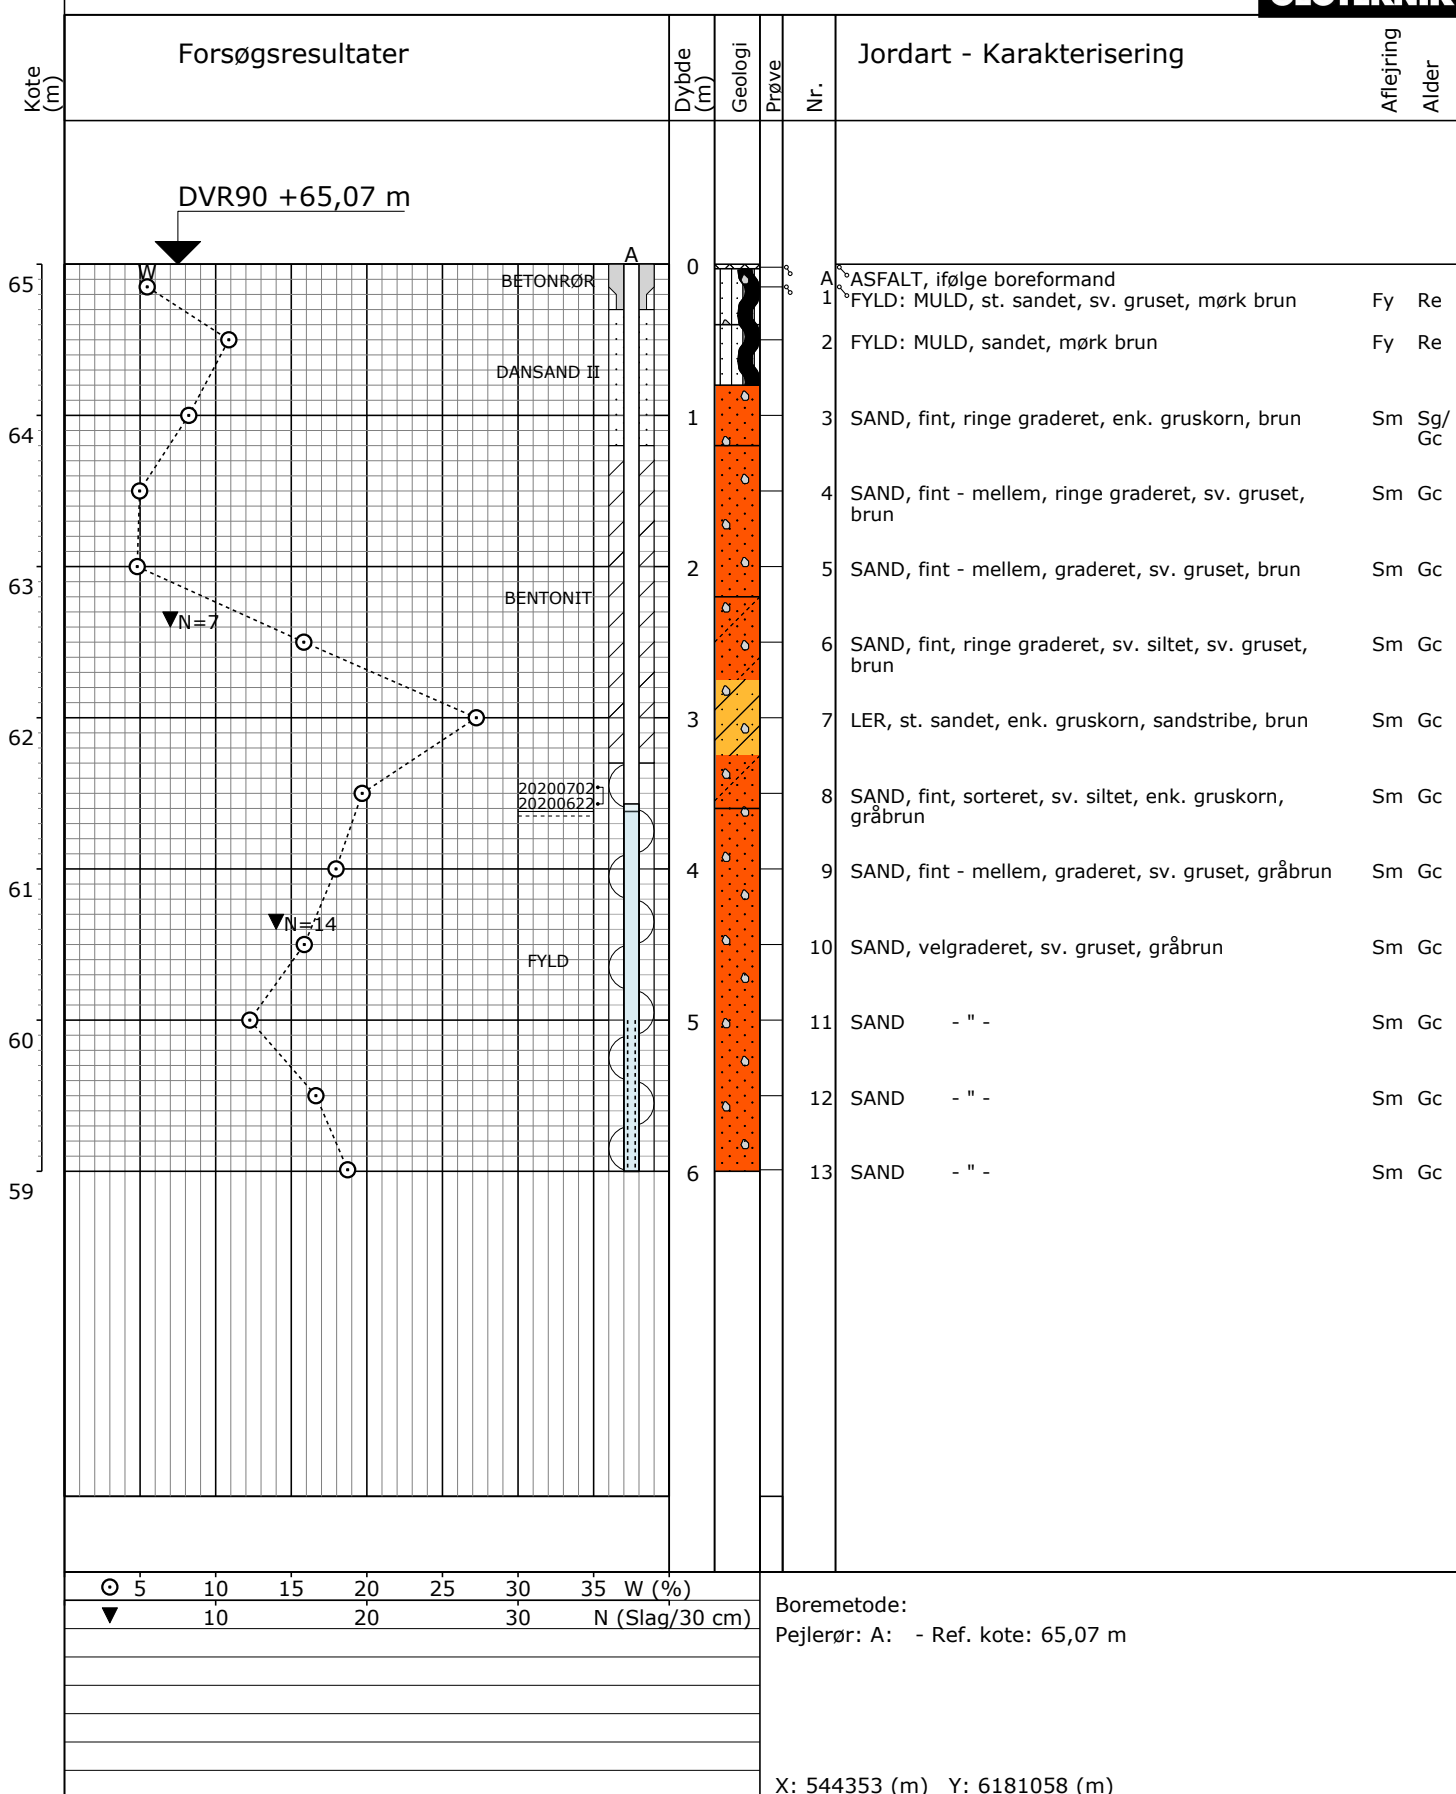 Kote (m)
Forsøgsresultater
Dybde (m)
Geologi
Prøve
Nr.
Jordart - Karakterisering
Aflejring
Alder
DVR90 +65,07 m
W
A
BETONRØR
DANSAND II
BENTONIT
N=7
20200702
20200622
N=14
FYLD
65
64
63
62
61
60
59
0
1
2
3
4
5
6
A ASFALT, ifølge boreformand
1 FYLD: MULD, st. sandet, sv. gruset, mørk brun Fy Re
2 FYLD: MULD, sandet, mørk brun Fy Re
3 SAND, fint, ringe graderet, enk. gruskorn, brun Sm Sg/
Gc
4 SAND, fint - mellem, ringe graderet, sv. gruset, Sm Gc
brun
5 SAND, fint - mellem, graderet, sv. gruset, brun Sm Gc
6 SAND, fint, ringe graderet, sv. siltet, sv. gruset, Sm Gc
brun
7 LER, st. sandet, enk. gruskorn, sandstribe, brun Sm Gc
8 SAND, fint, sorteret, sv. siltet, enk. gruskorn, Sm Gc
gråbrun
9 SAND, fint - mellem, graderet, sv. gruset, gråbrun Sm Gc
10 SAND, velgraderet, sv. gruset, gråbrun Sm Gc
11 SAND - " - Sm Gc
12 SAND - " - Sm Gc
13 SAND - " - Sm Gc
5 10 15 20 25 30 35 W (%)
10 20 30 N (Slag/30 cm)
Boremetode:
Pejlerør: A: - Ref. kote: 65,07 m
X: 544353 (m) Y: 6181058 (m)